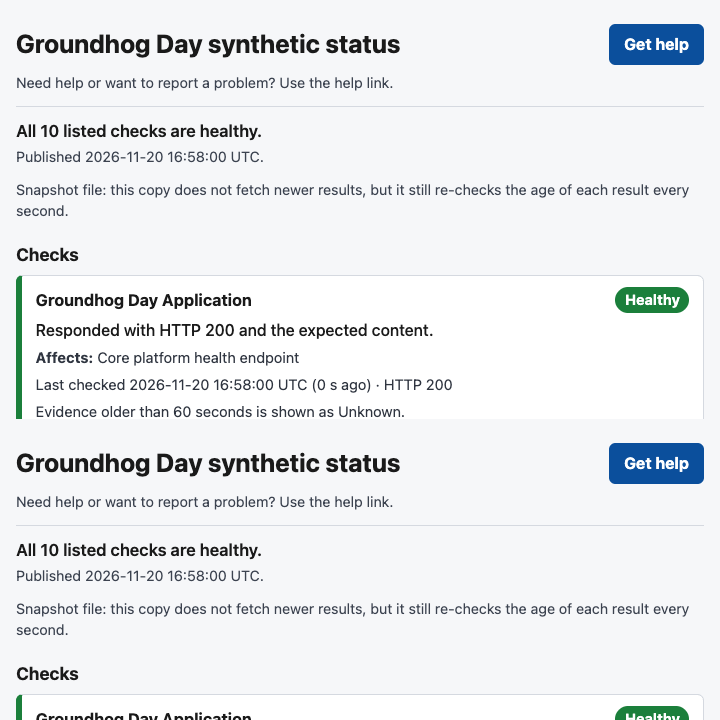 Groundhog Day synthetic status
Get help
Need help or want to report a problem? Use the help link.
All 10 listed checks are healthy.
Published 2026-11-20 16:58:00 UTC.
Snapshot file: this copy does not fetch newer results, but it still re-checks the age of each result every
second.
Checks
Groundhog Day Application
Healthy
Responded with HTTP 200 and the expected content.
Affects: Core platform health endpoint
Last checked 2026-11-20 16:58:00 UTC (0 s ago) · HTTP 200
Evidence older than 60 seconds is shown as Unknown.
Groundhog Day synthetic status
Get help
Need help or want to report a problem? Use the help link.
All 10 listed checks are healthy.
Published 2026-11-20 16:58:00 UTC.
Snapshot file: this copy does not fetch newer results, but it still re-checks the age of each result every
second.
Checks
Groundhog Day Application
Healthy